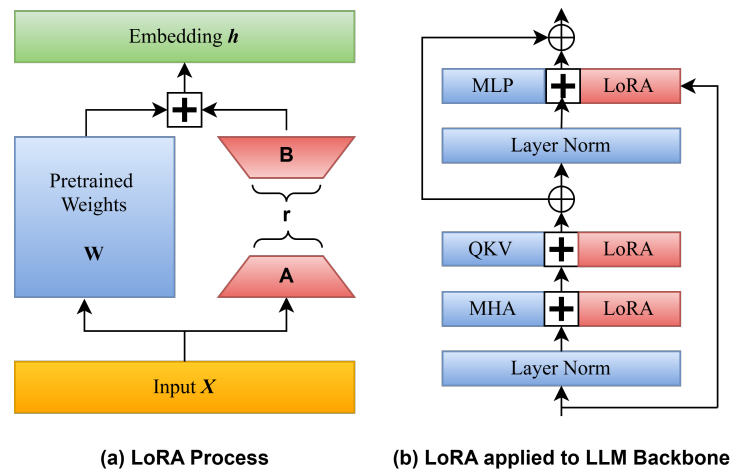 Embedding h
+
B
Pretrained
Weights
W
r
A
Input X
(a) LoRA Process
MLP + LoRA
Layer Norm
QKV + LoRA
MHA + LoRA
Layer Norm
(b) LoRA applied to LLM Backbone